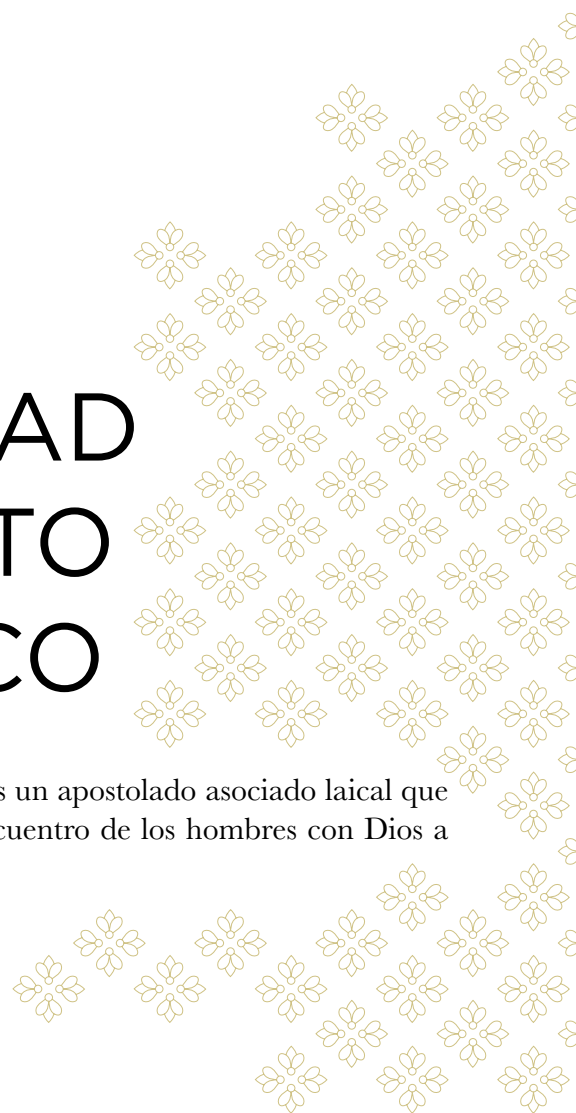 AD
TO
CO
s un apostolado asociado laical que
cuentro de los hombres con Dios a